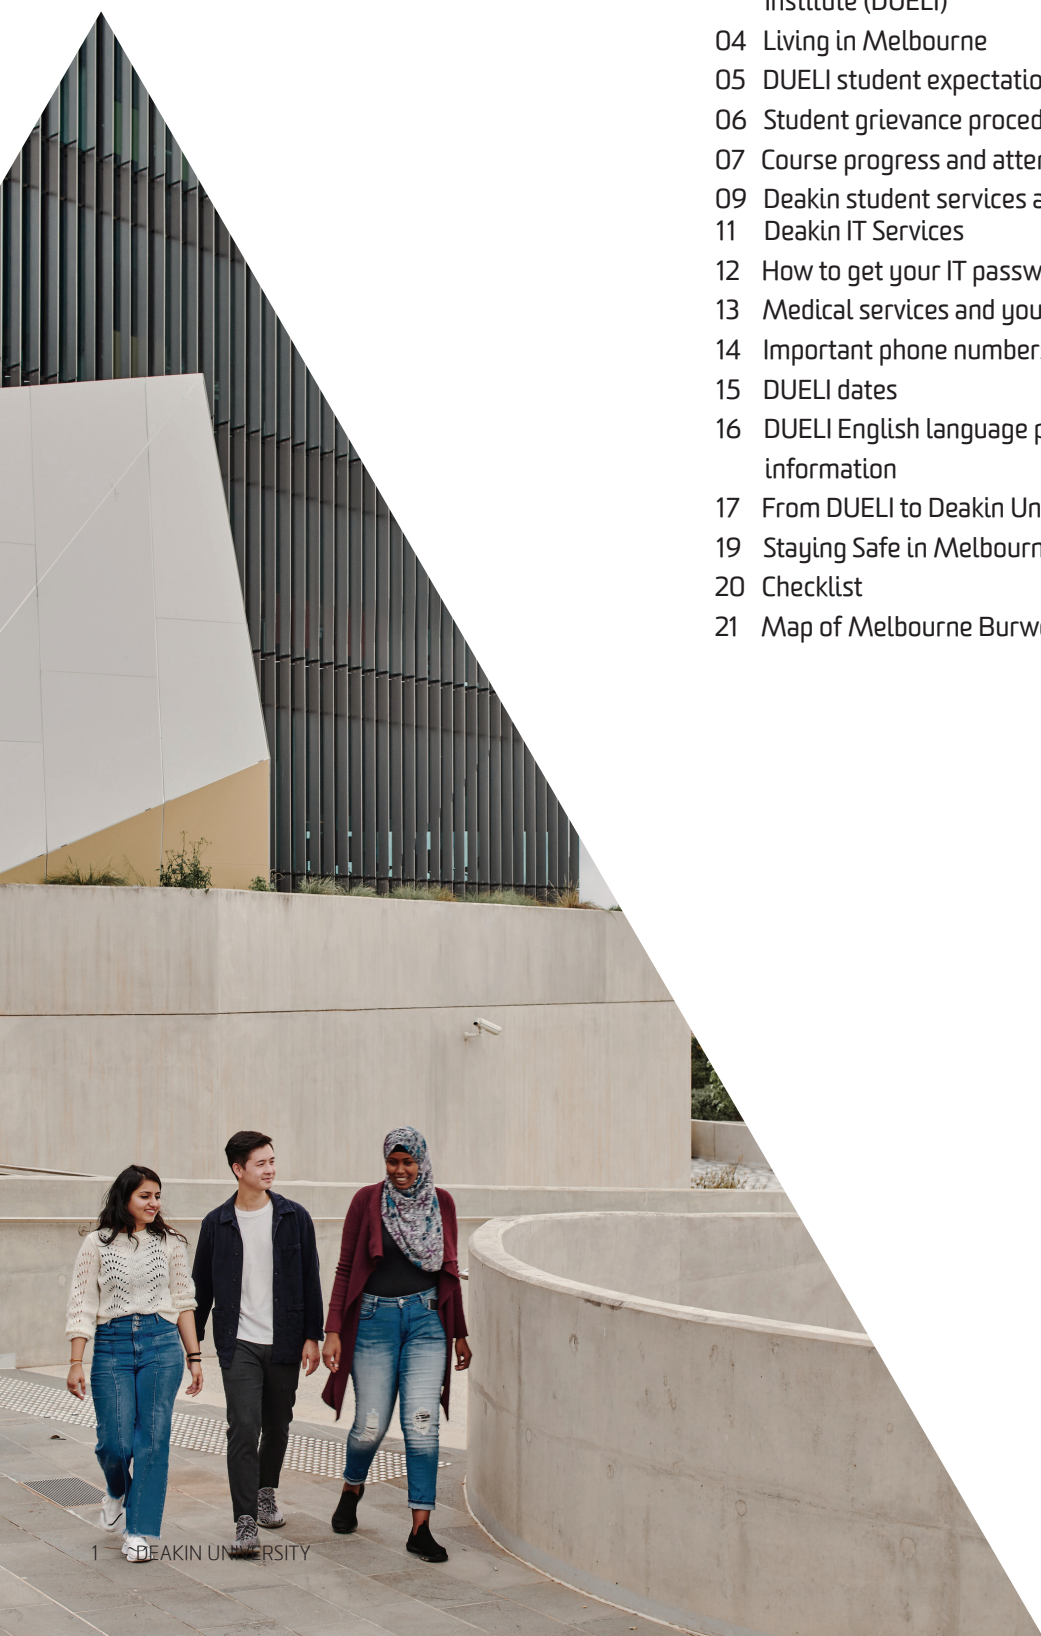 Institute (DUELI)
04 Living in Melbourne
05 DUELI student expectatio
06 Student grievance proced
07 Course progress and atte
09 Deakin student services a
11 Deakin IT Services
12 How to get your IT passw
13 Medical services and you
14 Important phone number
15 DUELI dates
16 DUELI English language p
information
17 From DUELI to Deakin Un
19 Staying Safe in Melbourn
20 Checklist
21 Map of Melbourne Burw
1 DEAKIN UNIVERSITY